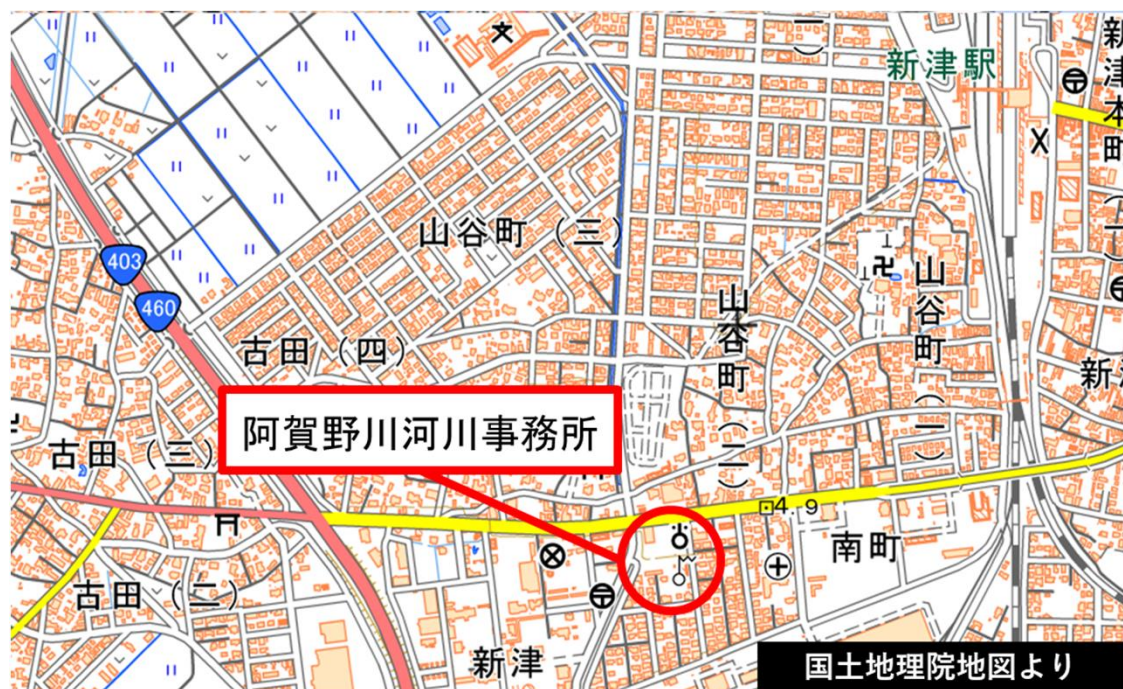 新津駅
新津本町(一)
山谷町(三)
403
460
古田(四)
山谷町(二)
山谷町(一)
阿賀野川河川事務所
古田(三)
4.9
南町
古田(二)
新津
国土地理院地図より